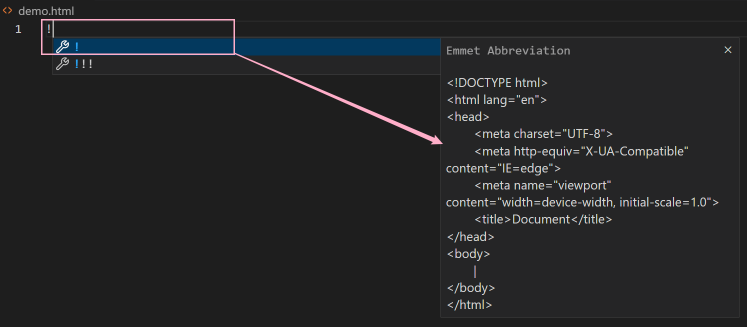 demo.html
1 !
!
!!!
Emmet Abbreviation ×
<!DOCTYPE html>
<html lang="en">
<head>
<meta charset="UTF-8">
<meta http-equiv="X-UA-Compatible"
content="IE=edge">
<meta name="viewport"
content="width=device-width, initial-scale=1.0">
<title>Document</title>
</head>
<body>
|
</body>
</html>